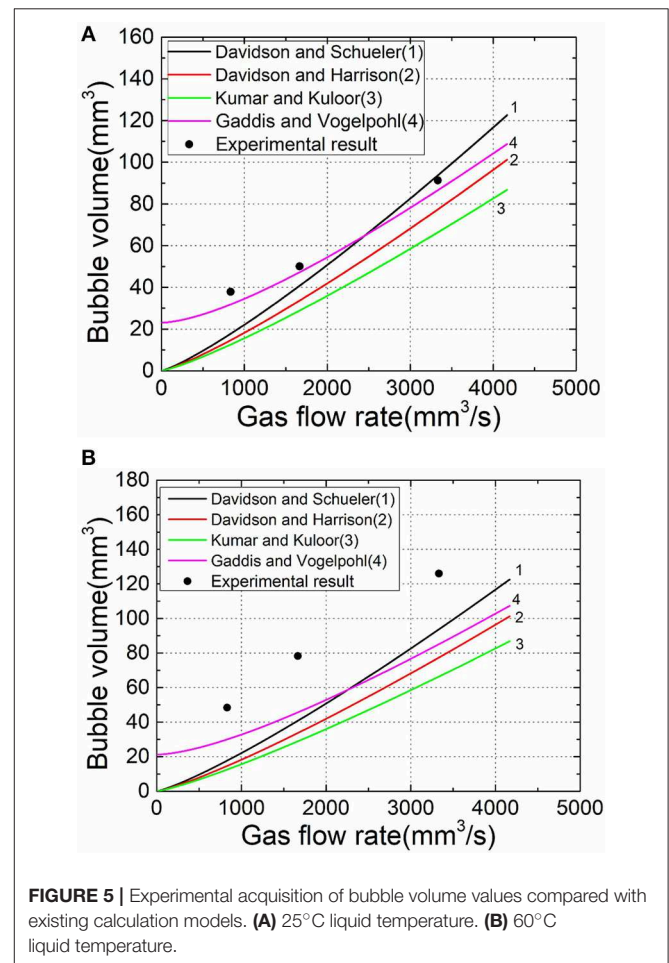 A
160
140
120
100
80
60
40
20
0
Bubble volume(mm³)
Davidson and Schueler(1)
Davidson and Harrison(2)
Kumar and Kuloor(3)
Gaddis and Vogelpohl(4)
Experimental result
1
4
2
3
0 1000 2000 3000 4000 5000
Gas flow rate(mm³/s)
B
180
160
140
120
100
80
60
40
20
0
Bubble volume(mm³)
Davidson and Schueler(1)
Davidson and Harrison(2)
Kumar and Kuloor(3)
Gaddis and Vogelpohl(4)
Experimental result
1
4
2
3
0 1000 2000 3000 4000 5000
Gas flow rate(mm³/s)
FIGURE 5 | Experimental acquisition of bubble volume values compared with
existing calculation models. (A) 25°C liquid temperature. (B) 60°C
liquid temperature.